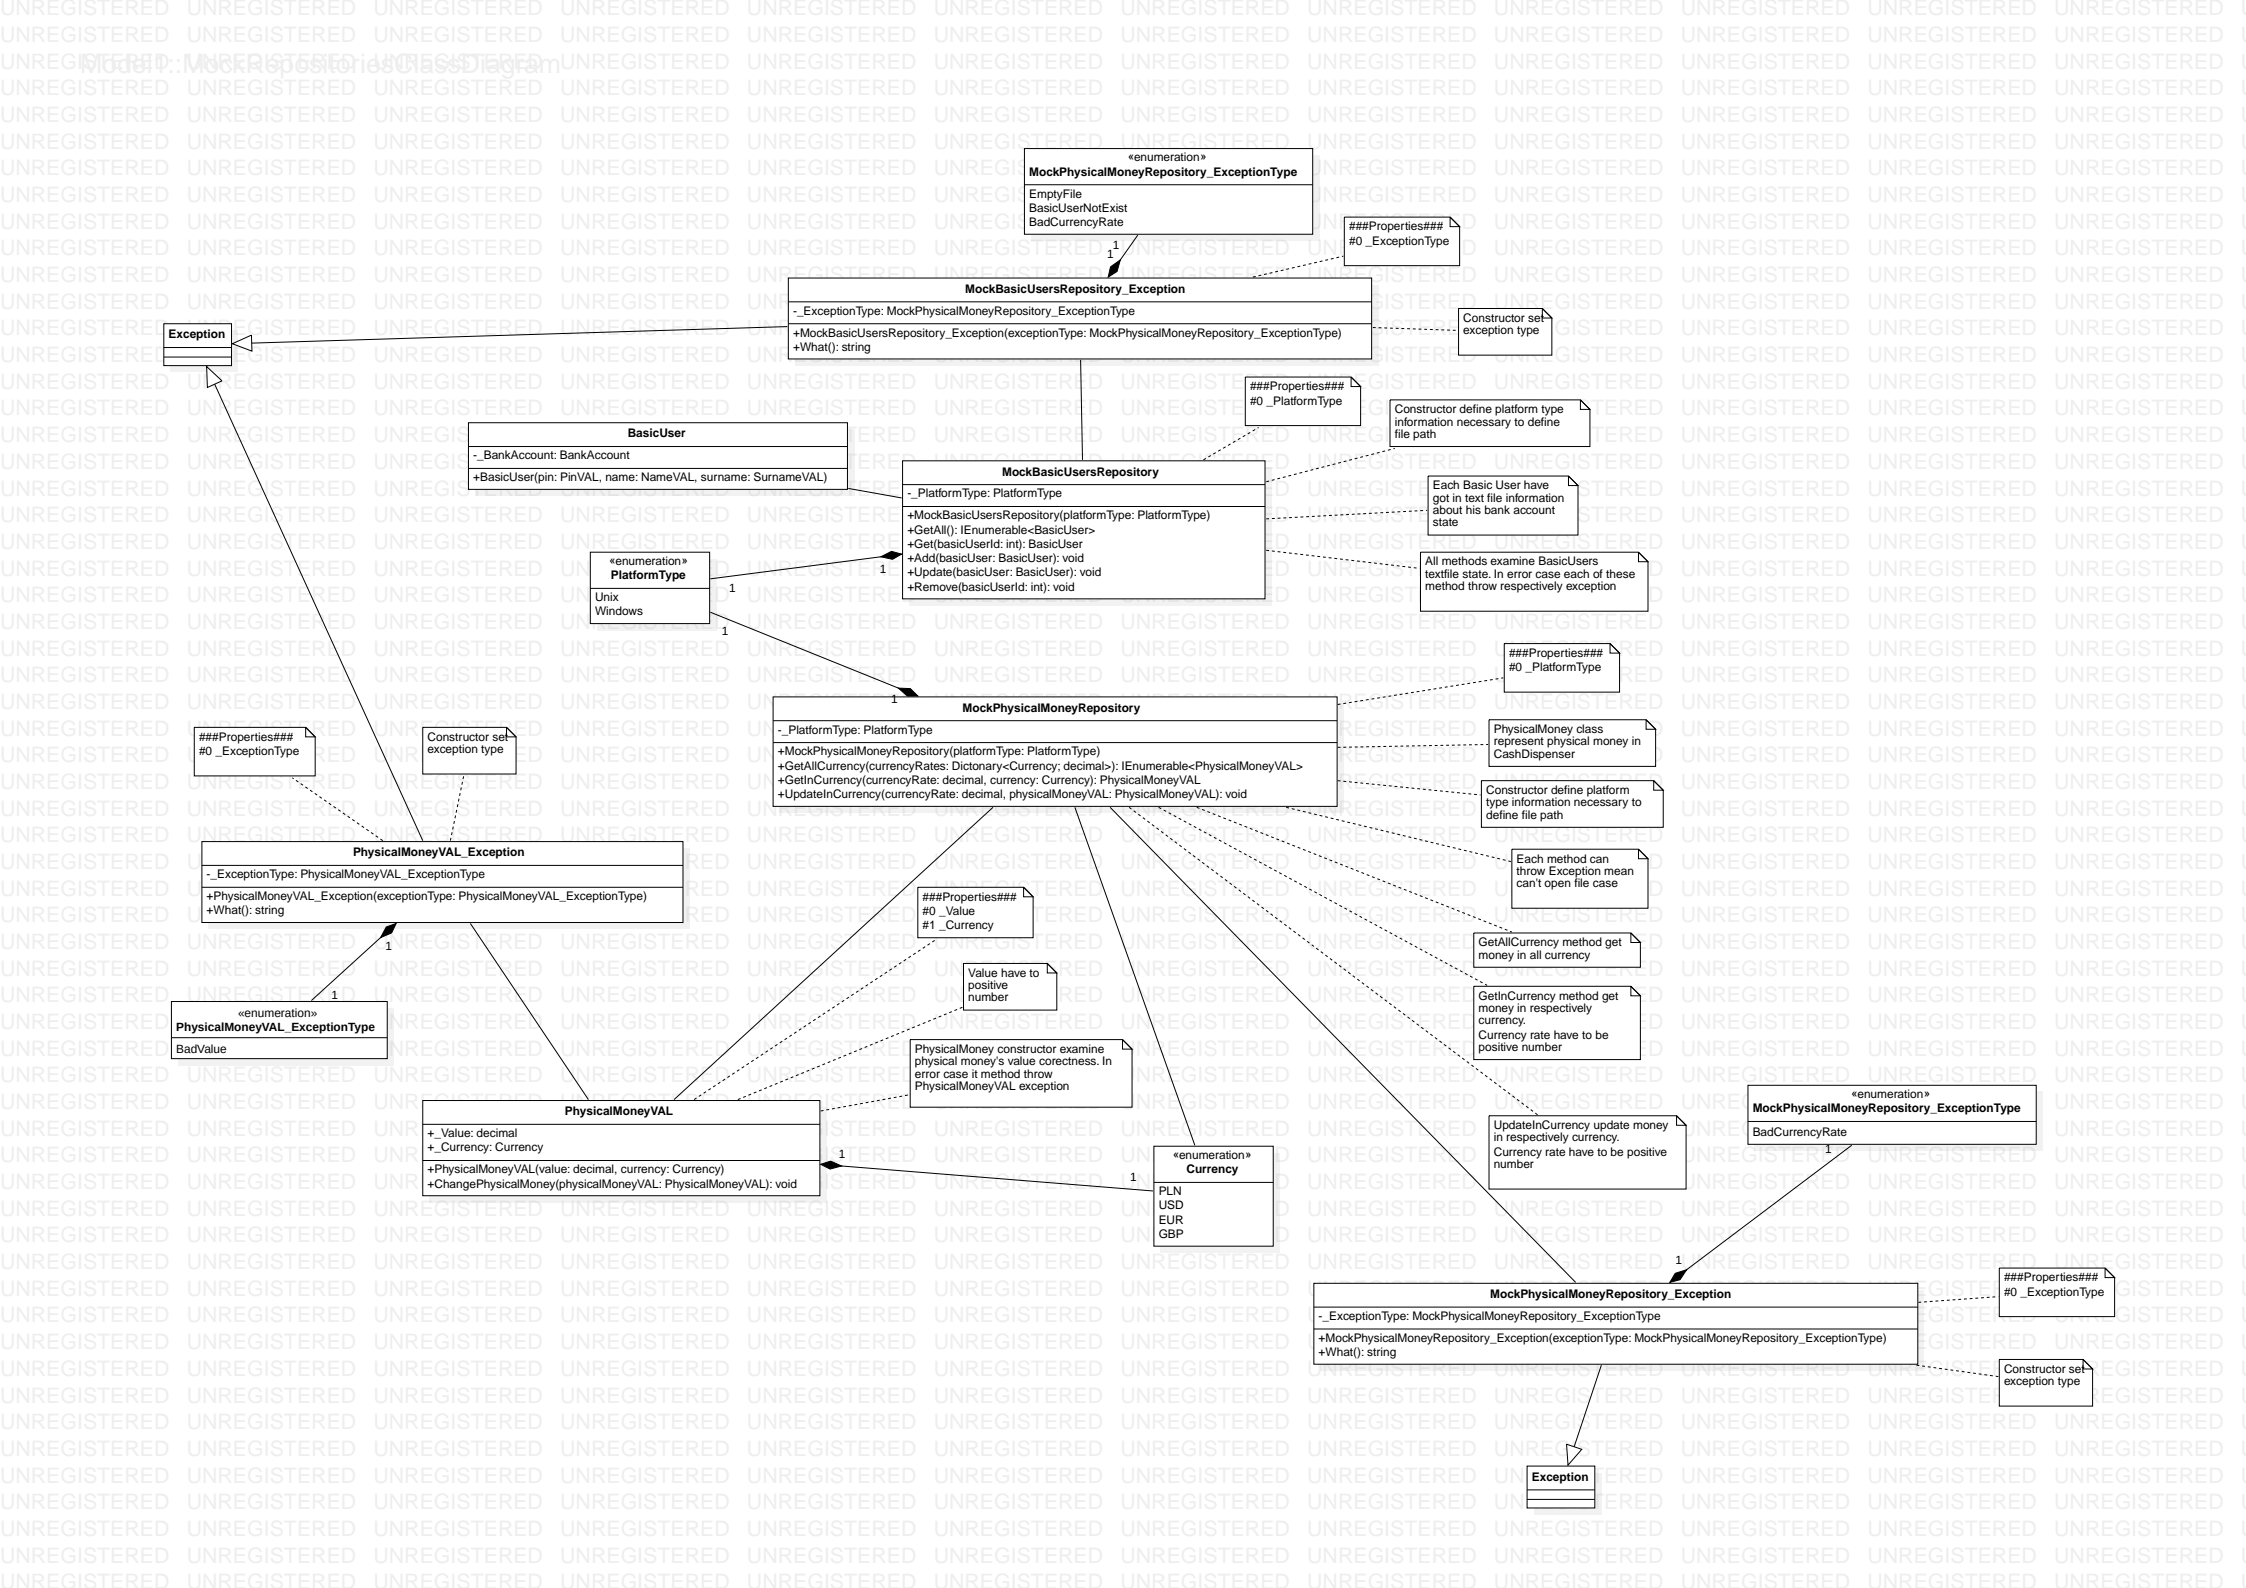 Model1::MockRepositoriesClassDiagram
UNREGISTERED
«enumeration»
MockPhysicalMoneyRepository_ExceptionType
EmptyFile
BasicUserNotExist
BadCurrencyRate
1
1
###Properties###
#0 _ExceptionType
MockBasicUsersRepository_Exception
-_ExceptionType: MockPhysicalMoneyRepository_ExceptionType
+MockBasicUsersRepository_Exception(exceptionType: MockPhysicalMoneyRepository_ExceptionType)
+What(): string
Constructor set
exception type
Exception
###Properties###
#0 _PlatformType
Constructor define platform type
information necessary to define
file path
BasicUser
-_BankAccount: BankAccount
+BasicUser(pin: PinVAL, name: NameVAL, surname: SurnameVAL)
MockBasicUsersRepository
-_PlatformType: PlatformType
+MockBasicUsersRepository(platformType: PlatformType)
+GetAll(): IEnumerable<BasicUser>
+Get(basicUserId: int): BasicUser
+Add(basicUser: BasicUser): void
+Update(basicUser: BasicUser): void
+Remove(basicUserId: int): void
Each Basic User have
got in text file information
about his bank account
state
All methods examine BasicUsers
textfile state. In error case each of these
method throw respectively exception
«enumeration»
PlatformType
Unix
Windows
1
1
1
1
###Properties###
#0 _PlatformType
MockPhysicalMoneyRepository
-_PlatformType: PlatformType
+MockPhysicalMoneyRepository(platformType: PlatformType)
+GetAllCurrency(currencyRates: Dictonary<Currency; decimal>): IEnumerable<PhysicalMoneyVAL>
+GetInCurrency(currencyRate: decimal, currency: Currency): PhysicalMoneyVAL
+UpdateInCurrency(currencyRate: decimal, physicalMoneyVAL: PhysicalMoneyVAL): void
PhysicalMoney class
represent physical money in
CashDispenser
Constructor define platform
type information necessary to
define file path
Each method can
throw Exception mean
can't open file case
###Properties###
#0 _ExceptionType
Constructor set
exception type
PhysicalMoneyVAL_Exception
-_ExceptionType: PhysicalMoneyVAL_ExceptionType
+PhysicalMoneyVAL_Exception(exceptionType: PhysicalMoneyVAL_ExceptionType)
+What(): string
1
1
«enumeration»
PhysicalMoneyVAL_ExceptionType
BadValue
###Properties###
#0 _Value
#1 _Currency
Value have to
positive
number
PhysicalMoney constructor examine
physical money's value corectness. In
error case it method throw
PhysicalMoneyVAL exception
GetAllCurrency method get
money in all currency
GetInCurrency method get
money in respectively
currency.
Currency rate have to be
positive number
UpdateInCurrency update money
in respectively currency.
Currency rate have to be positive
number
PhysicalMoneyVAL
+_Value: decimal
+_Currency: Currency
+PhysicalMoneyVAL(value: decimal, currency: Currency)
+ChangePhysicalMoney(physicalMoneyVAL: PhysicalMoneyVAL): void
1
1
«enumeration»
Currency
PLN
USD
EUR
GBP
«enumeration»
MockPhysicalMoneyRepository_ExceptionType
BadCurrencyRate
1
1
MockPhysicalMoneyRepository_Exception
-_ExceptionType: MockPhysicalMoneyRepository_ExceptionType
+MockPhysicalMoneyRepository_Exception(exceptionType: MockPhysicalMoneyRepository_ExceptionType)
+What(): string
###Properties###
#0 _ExceptionType
Constructor set
exception type
Exception